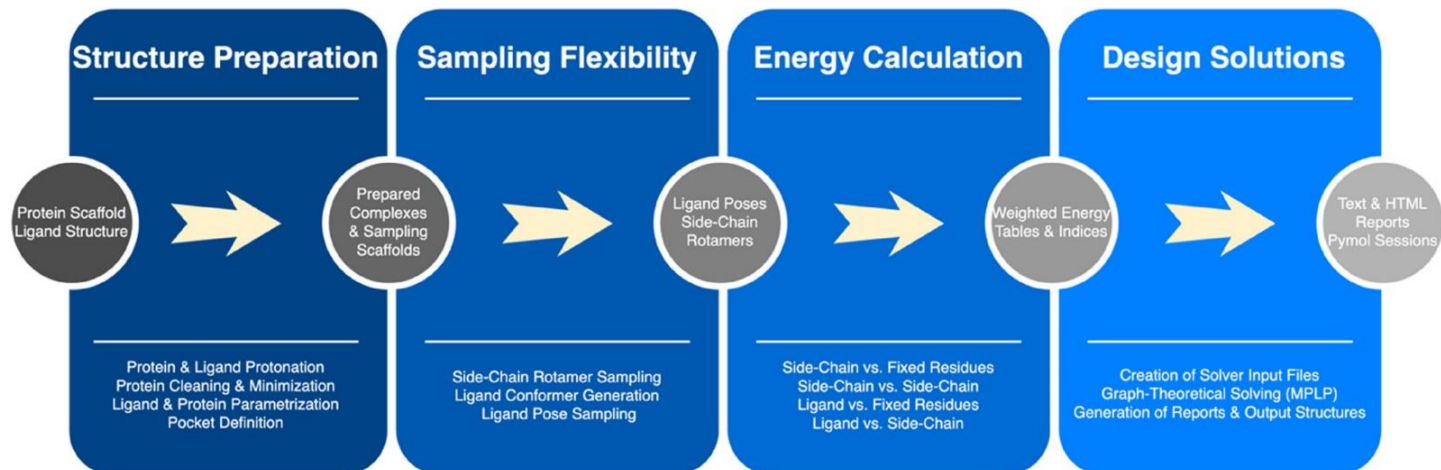 Structure Preparation
Sampling Flexibility
Energy Calculation
Design Solutions
Protein Scaffold
Ligand Structure
Prepared
Complexes
& Sampling
Scaffolds
Ligand Poses
Side-Chain
Rotamers
Weighted Energy
Tables & Indices
Text & HTML
Reports
Pymol Sessions
Protein & Ligand Protonation
Protein Cleaning & Minimization
Ligand & Protein Parametrization
Pocket Definition
Side-Chain Rotamer Sampling
Ligand Conformer Generation
Ligand Pose Sampling
Side-Chain vs. Fixed Residues
Side-Chain vs. Side-Chain
Ligand vs. Fixed Residues
Ligand vs. Side-Chain
Creation of Solver Input Files
Graph-Theoretical Solving (MPLP)
Generation of Reports & Output Structures